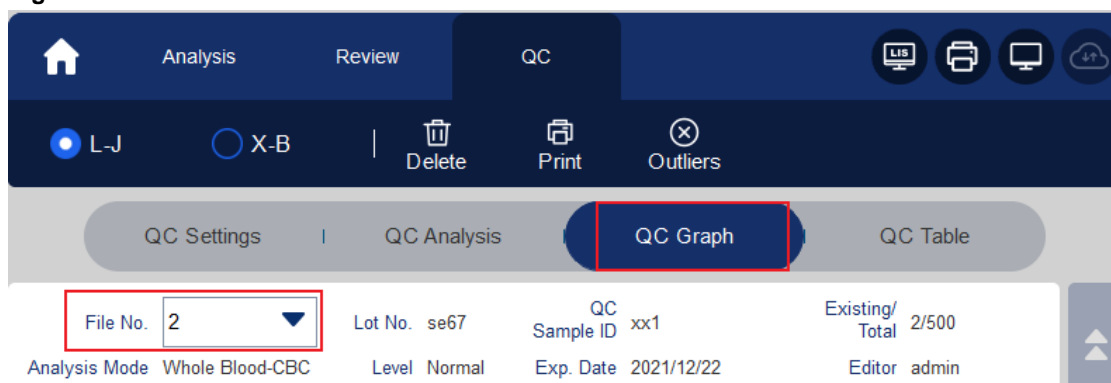 Analysis Review QC LIS
L-J X-B Delete Print Outliers
QC Settings QC Analysis QC Graph QC Table
File No. 2 Lot No. se67 QC Sample ID xx1 Existing/ Total 2/500
Analysis Mode Whole Blood-CBC Level Normal Exp. Date 2021/12/22 Editor admin